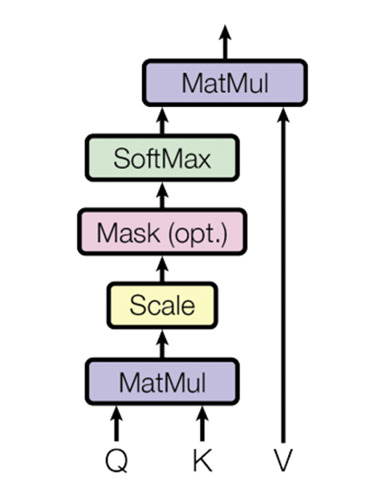 MatMul
SoftMax
Mask (opt.)
Scale
MatMul
Q K V